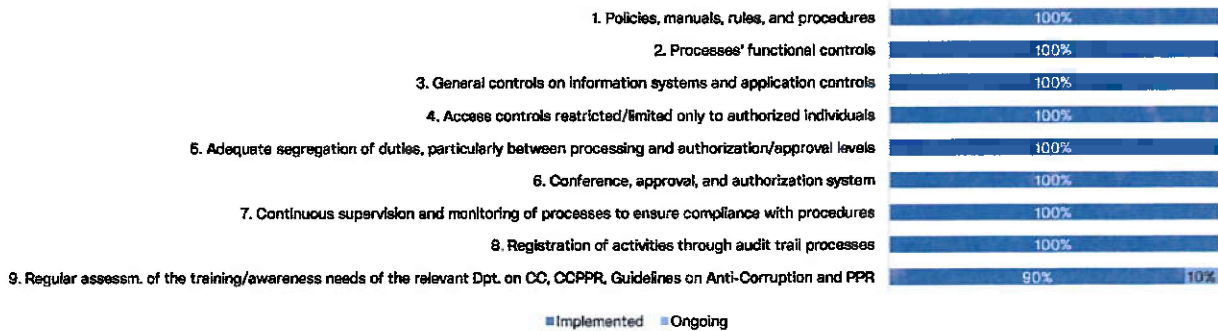 1. Policies, manuals, rules, and procedures 100%
2. Processes' functional controls 100%
3. General controls on information systems and application controls 100%
4. Access controls restricted/limited only to authorized individuals 100%
5. Adequate segregation of duties, particularly between processing and authorization/approval levels 100%
6. Conference, approval, and authorization system 100%
7. Continuous supervision and monitoring of processes to ensure compliance with procedures 100%
8. Registration of activities through audit trail processes 100%
9. Regular assessm. of the training/awareness needs of the relevant Dpt. on CC, CCPPR, Guidelines on Anti-Corruption and PPR 90% 10%
Implemented Ongoing